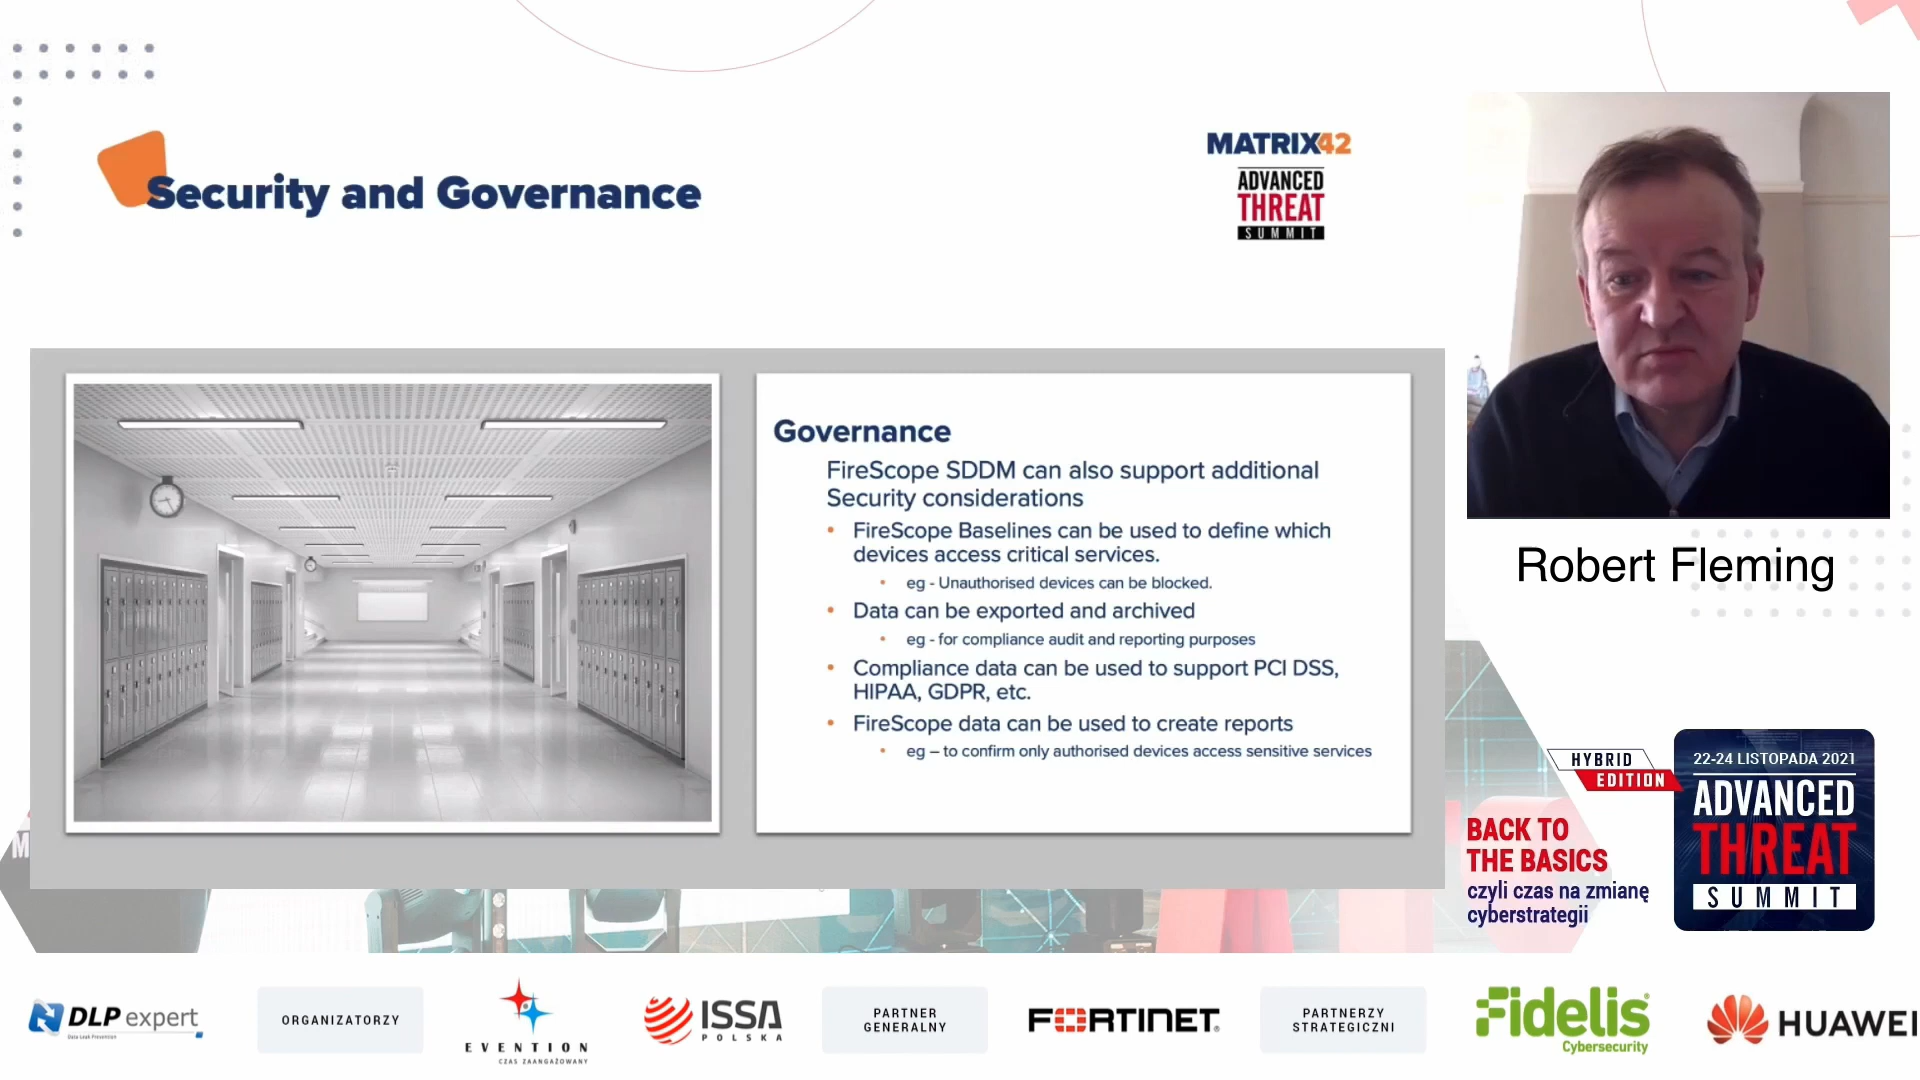 Security and Governance
MATRIX42
ADVANCED
THREAT
SUMMIT
Governance
FireScope SDDM can also support additional
Security considerations
• FireScope Baselines can be used to define which
devices access critical services.
• eg - Unauthorised devices can be blocked.
• Data can be exported and archived
• eg - for compliance audit and reporting purposes
• Compliance data can be used to support PCI DSS,
HIPAA, GDPR, etc.
• FireScope data can be used to create reports
• eg – to confirm only authorised devices access sensitive services
Robert Fleming
HYBRID
EDITION
BACK TO
THE BASICS
czyli czas na zmianę
cyberstrategii
22-24 LISTOPADA 2021
ADVANCED
THREAT
SUMMIT
DLP expert
Data Leak Prevention
ORGANIZATORZY
EVENTION
CZAS ZAANGAŻOWANY
ISSA
POLSKA
PARTNER
GENERALNY
FORTINET
PARTNERZY
STRATEGICZNI
Fidelis
Cybersecurity
HUAWEI